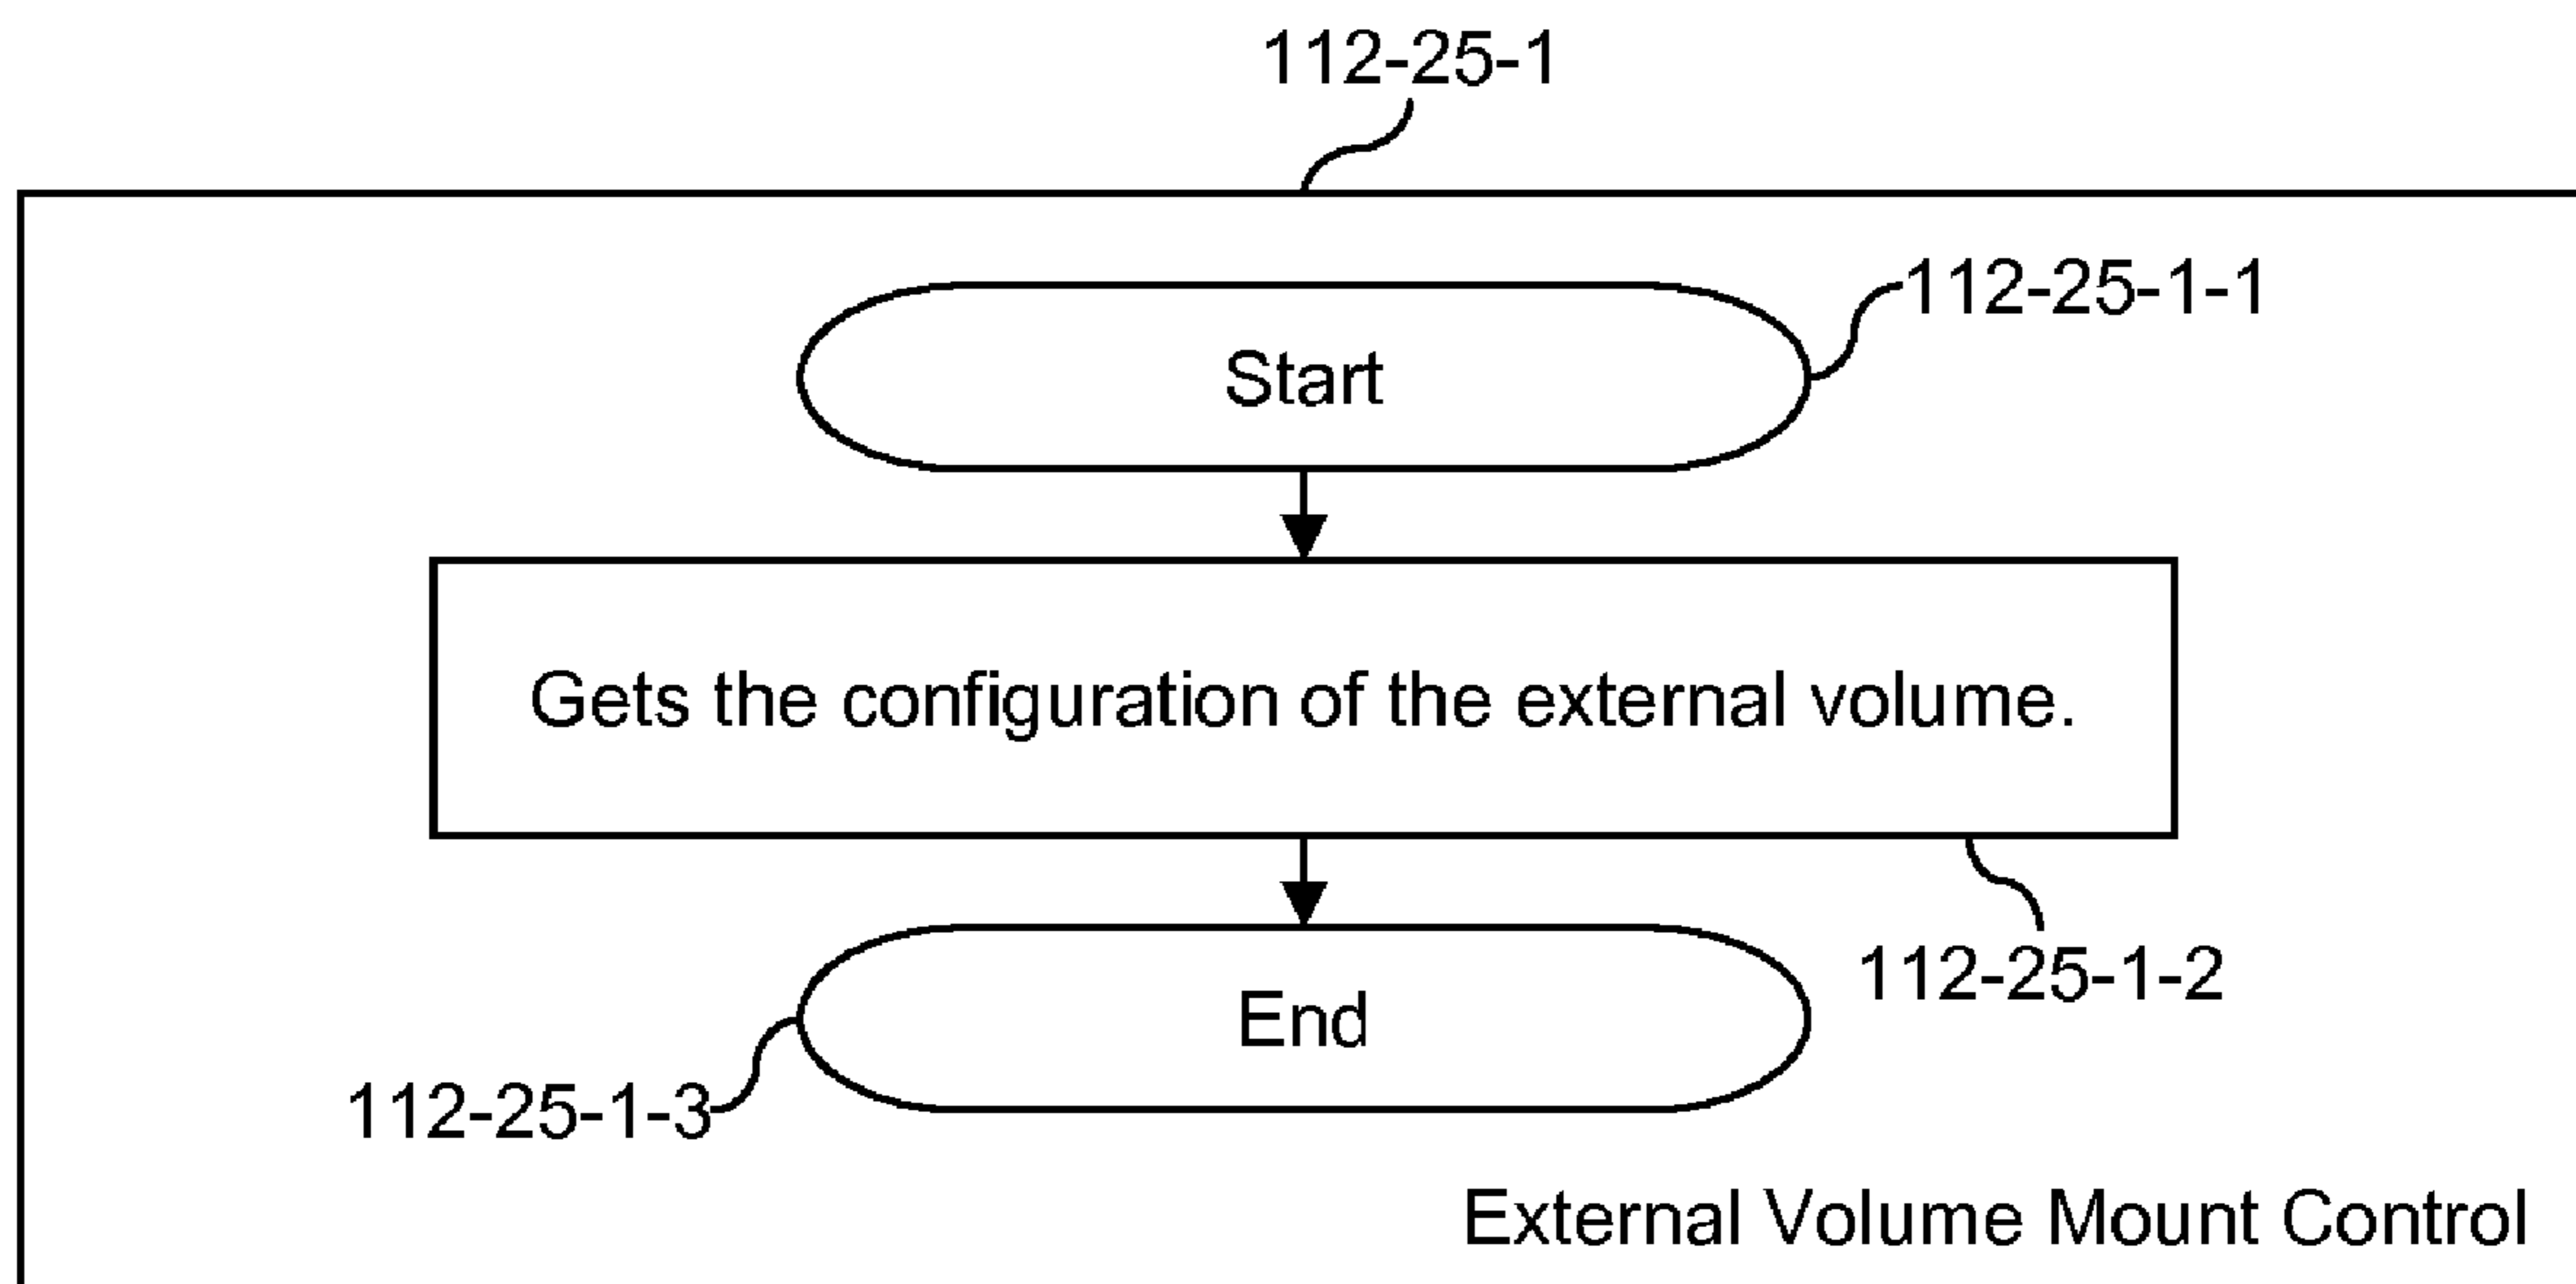 112-25-1
112-25-1-1
Start
Gets the configuration of the external volume.
112-25-1-2
End
112-25-1-3
External Volume Mount Control